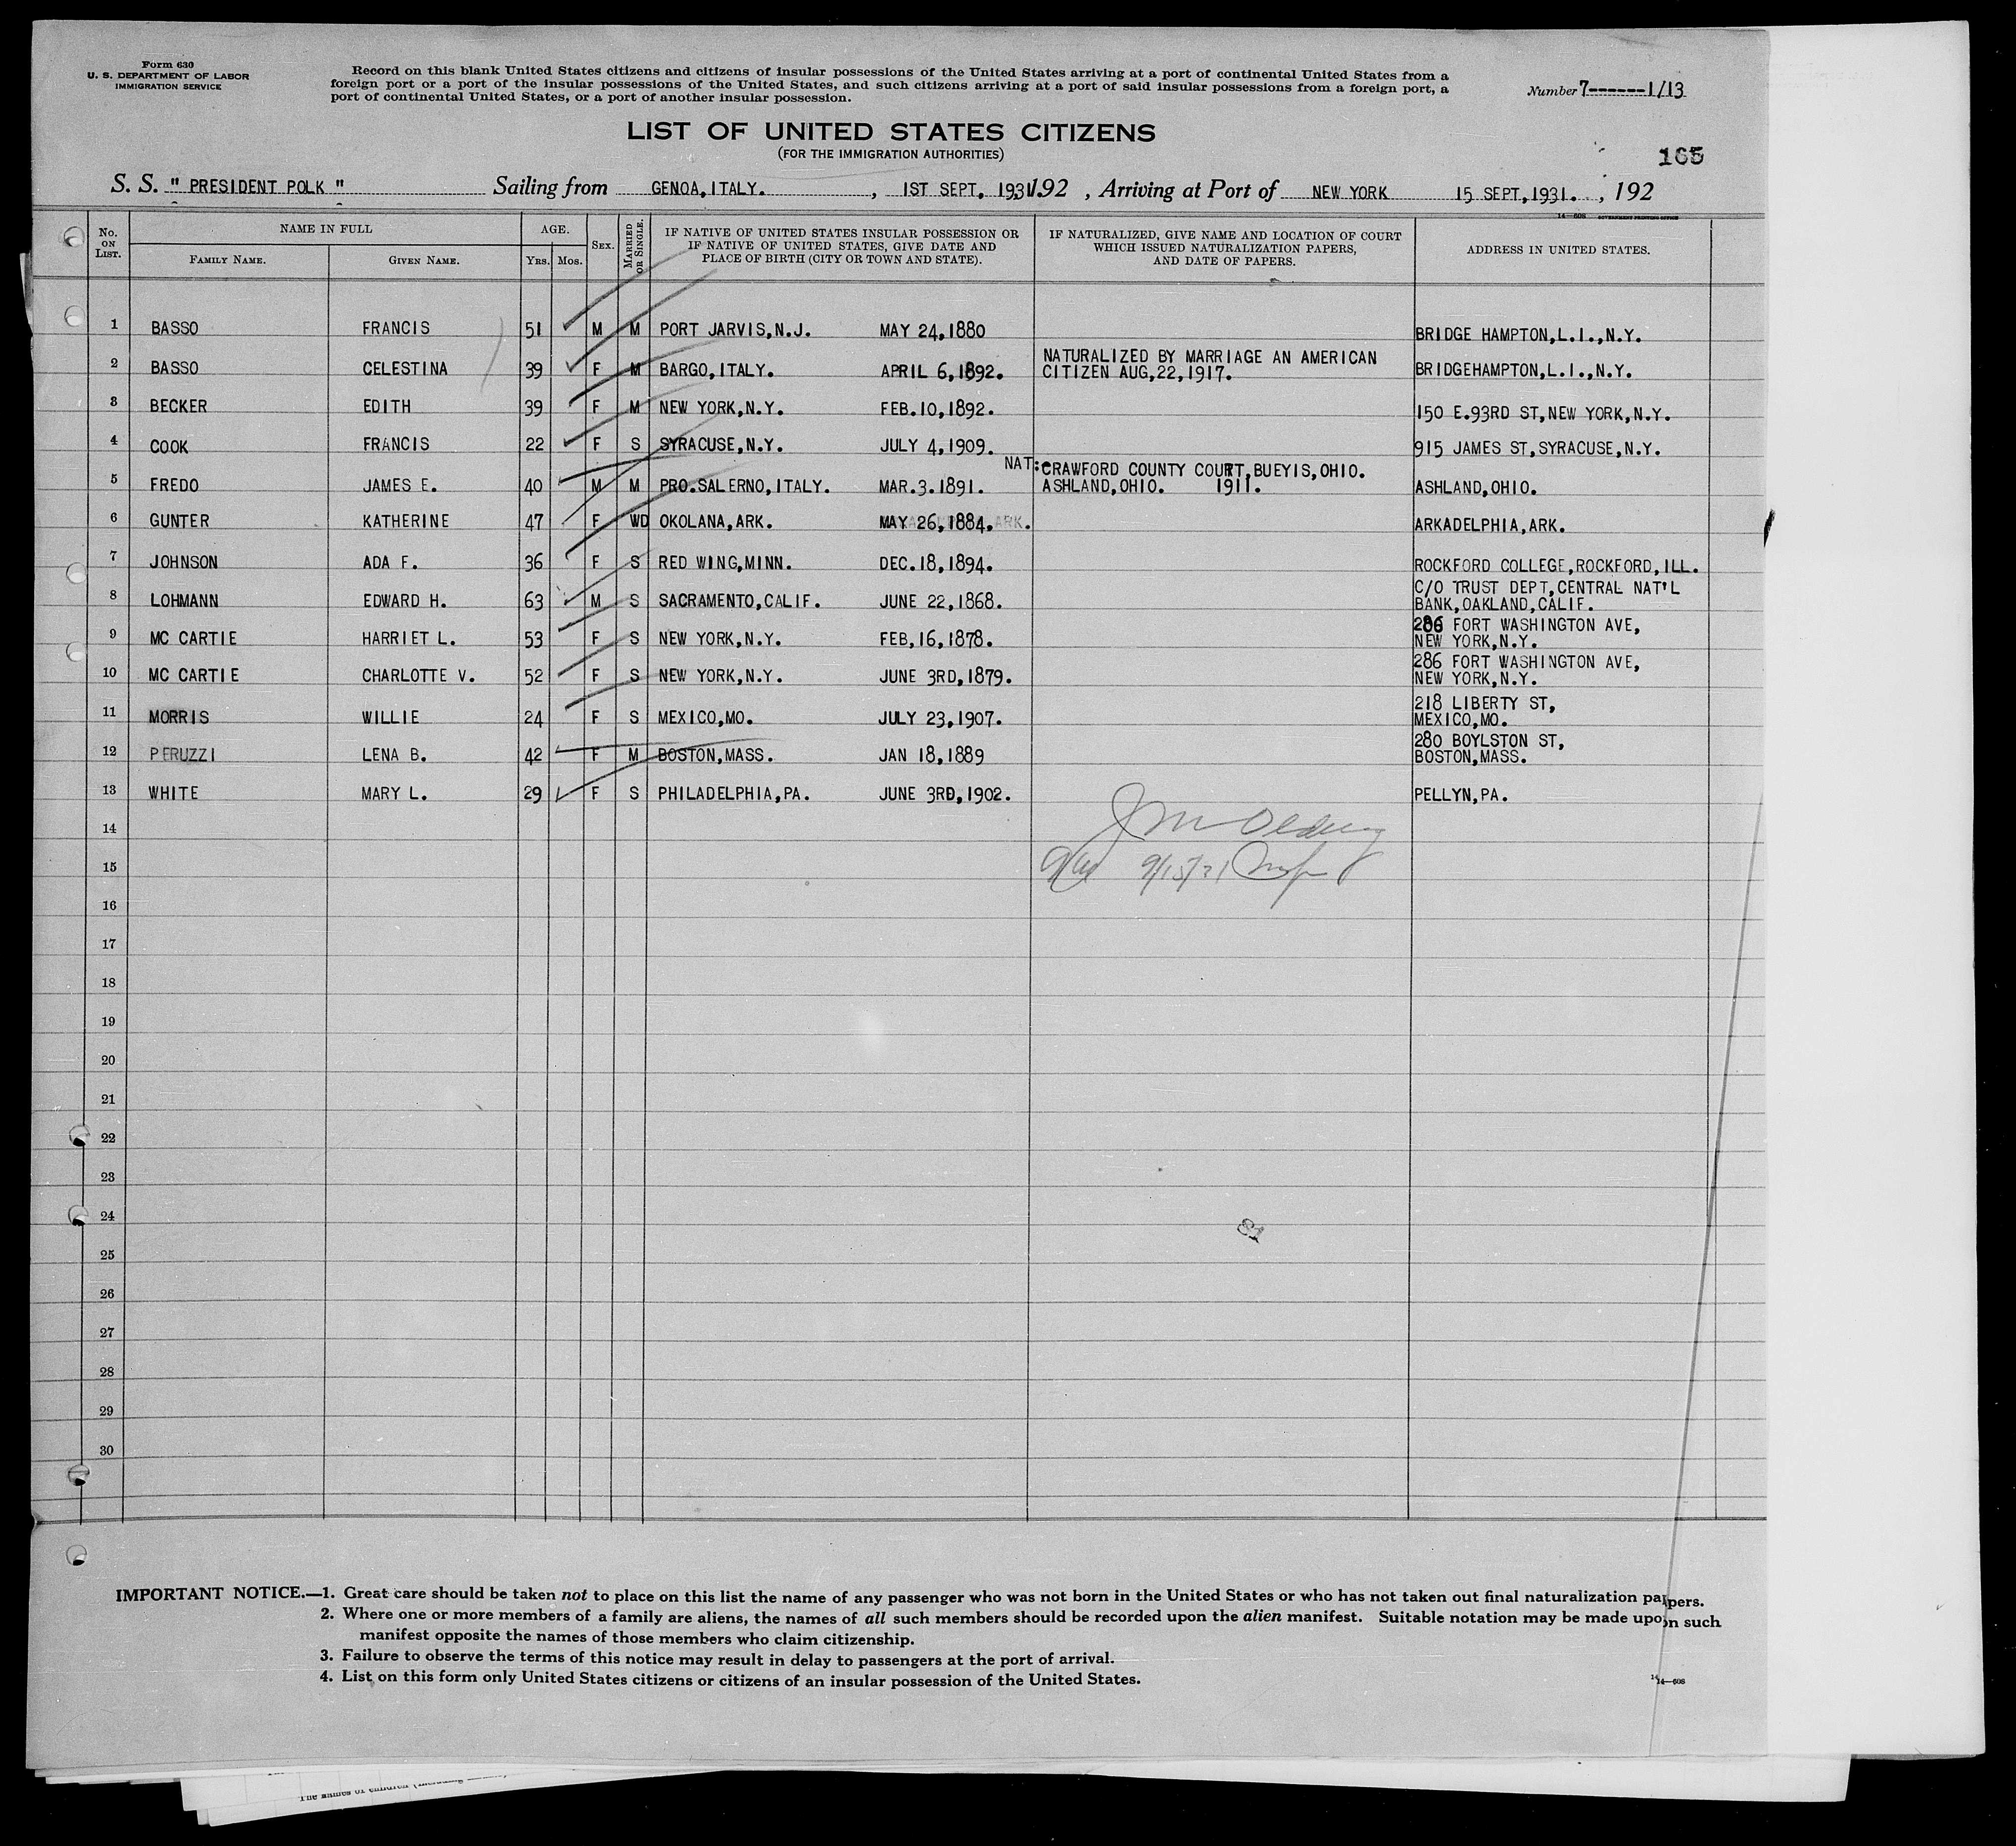 Form 630
U. S. DEPARTMENT OF LABOR
IMMIGRATION SERVICE
Record on this blank United States citizens and citizens of insular possessions of the United States arriving at a port of continental United States from a
foreign port or a port of the insular possessions of the United States, and such citizens arriving at a port of said insular possessions from a foreign port, a
port of continental United States, or a port of another insular possession.
Number 7------1/13
LIST OF UNITED STATES CITIZENS
(FOR THE IMMIGRATION AUTHORITIES)
165
S. S. " PRESIDENT POLK " Sailing from GENOA, ITALY. , 1ST SEPT, 1931.192 , Arriving at Port of NEW YORK 15 SEPT, 1931. , 192
14—608 GOVERNMENT PRINTING OFFICE
No. ON LIST. NAME IN FULL AGE. SEX. MARRIED OR SINGLE. IF NATIVE OF UNITED STATES INSULAR POSSESSION OR IF NATIVE OF UNITED STATES, GIVE DATE AND PLACE OF BIRTH (CITY OR TOWN AND STATE). IF NATURALIZED, GIVE NAME AND LOCATION OF COURT WHICH ISSUED NATURALIZATION PAPERS, AND DATE OF PAPERS. ADDRESS IN UNITED STATES.
FAMILY NAME. GIVEN NAME. YRS. MOS.
1 BASSO FRANCIS 51 M M PORT JARVIS,N.J. MAY 24,1880 BRIDGE HAMPTON,L.I.,N.Y.
2 BASSO CELESTINA 39 F M BARGO,ITALY. APRIL 6,1892. NATURALIZED BY MARRIAGE AN AMERICAN CITIZEN AUG,22,1917. BRIDGEHAMPTON,L.I.,N.Y.
3 BECKER EDITH 39 F M NEW YORK,N.Y. FEB.10,1892. 150 E.93RD ST,NEW YORK,N.Y.
4 COOK FRANCIS 22 F S SYRACUSE,N.Y. JULY 4,1909. 915 JAMES ST,SYRACUSE,N.Y.
5 FREDO JAMES E. 40 M M PRO.SALERNO,ITALY. MAR.3.1891. NAT:CRAWFORD COUNTY COURT,BUEYIS,OHIO. ASHLAND,OHIO. 1911. ASHLAND,OHIO.
6 GUNTER KATHERINE 47 F WD OKOLANA,ARK. MAY 26,1884. ARK. ARKADELPHIA,ARK.
7 JOHNSON ADA F. 36 F S RED WING,MINN. DEC.18,1894. ROCKFORD COLLEGE,ROCKFORD,ILL.
8 LOHMANN EDWARD H. 63 M S SACRAMENTO,CALIF. JUNE 22,1868. C/O TRUST DEPT,CENTRAL NAT'L BANK,OAKLAND,CALIF.
9 MC CARTIE HARRIET L. 53 F S NEW YORK,N.Y. FEB,16,1878. 286 FORT WASHINGTON AVE, NEW YORK,N.Y.
10 MC CARTIE CHARLOTTE V. 52 F S NEW YORK,N.Y. JUNE 3RD,1879. 286 FORT WASHINGTON AVE, NEW YORK,N.Y.
11 MORRIS WILLIE 24 F S MEXICO,MO. JULY 23,1907. 218 LIBERTY ST, MEXICO,MO.
12 PERUZZI LENA B. 42 F M BOSTON,MASS. JAN 18,1889 280 BOYLSTON ST, BOSTON,MASS.
13 WHITE MARY L. 29 F S PHILADELPHIA,PA. JUNE 3RD,1902. PELLYN,PA.
14
15 9/15/31
16
17
18
19
20
21
22
23
24
25
26
27
28
29
30
IMPORTANT NOTICE.—1. Great care should be taken not to place on this list the name of any passenger who was not born in the United States or who has not taken out final naturalization papers.
2. Where one or more members of a family are aliens, the names of all such members should be recorded upon the alien manifest. Suitable notation may be made upon such
manifest opposite the names of those members who claim citizenship.
3. Failure to observe the terms of this notice may result in delay to passengers at the port of arrival.
4. List on this form only United States citizens or citizens of an insular possession of the United States.
14—608